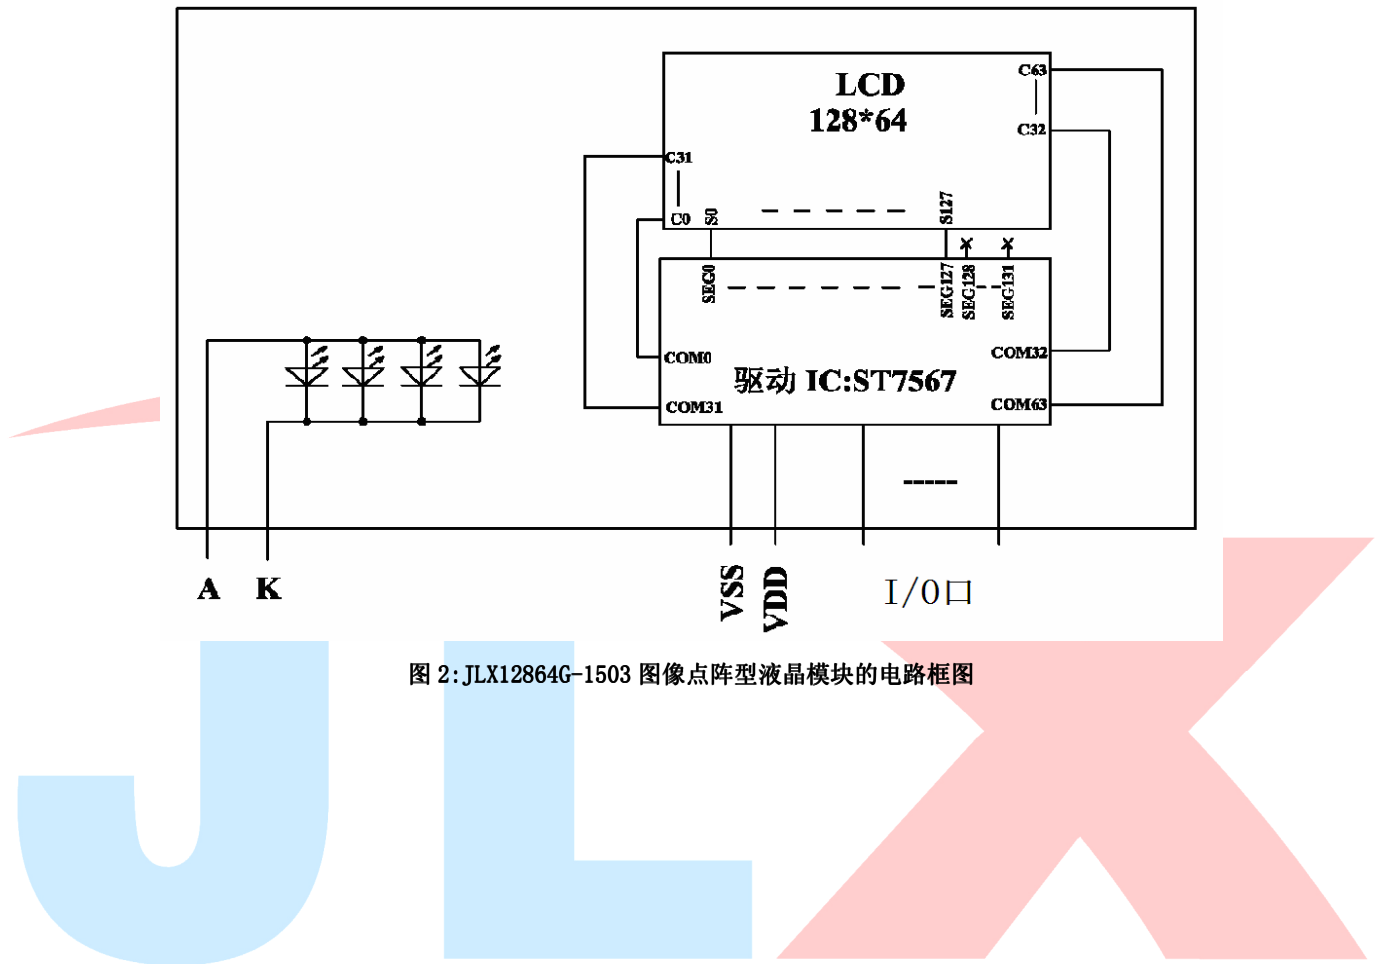 LCD
128*64
C63
C32
C31
C0
S0
S127
SEG0
SEG127
SEG128
SEG131
COM0
COM32
驱动 IC:ST7567
COM31
COM63
A
K
VSS
VDD
I/O口
图 2:JLX12864G-1503 图像点阵型液晶模块的电路框图
JLX